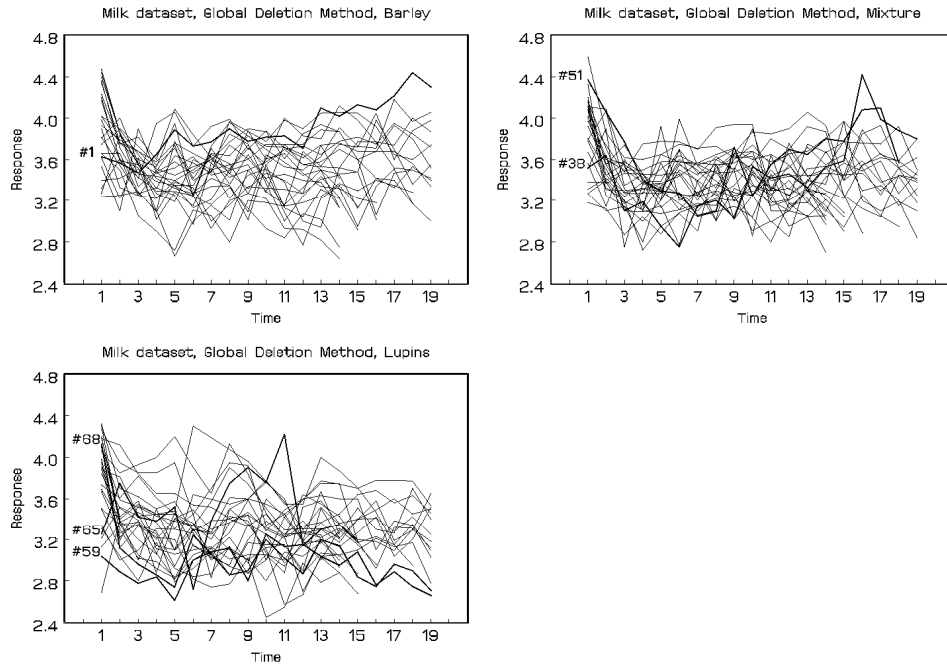 Milk dataset, Global Deletion Method, Barley
4.8
4.4
4.0
3.6
3.2
2.8
2.4
Response
#1
1 3 5 7 9 11 13 15 17 19
Time
Milk dataset, Global Deletion Method, Mixture
4.8
4.4
4.0
3.6
3.2
2.8
2.4
Response
#51
#38
1 3 5 7 9 11 13 15 17 19
Time
Milk dataset, Global Deletion Method, Lupins
4.8
4.4
4.0
3.6
3.2
2.8
2.4
Response
#68
#65
#59
1 3 5 7 9 11 13 15 17 19
Time